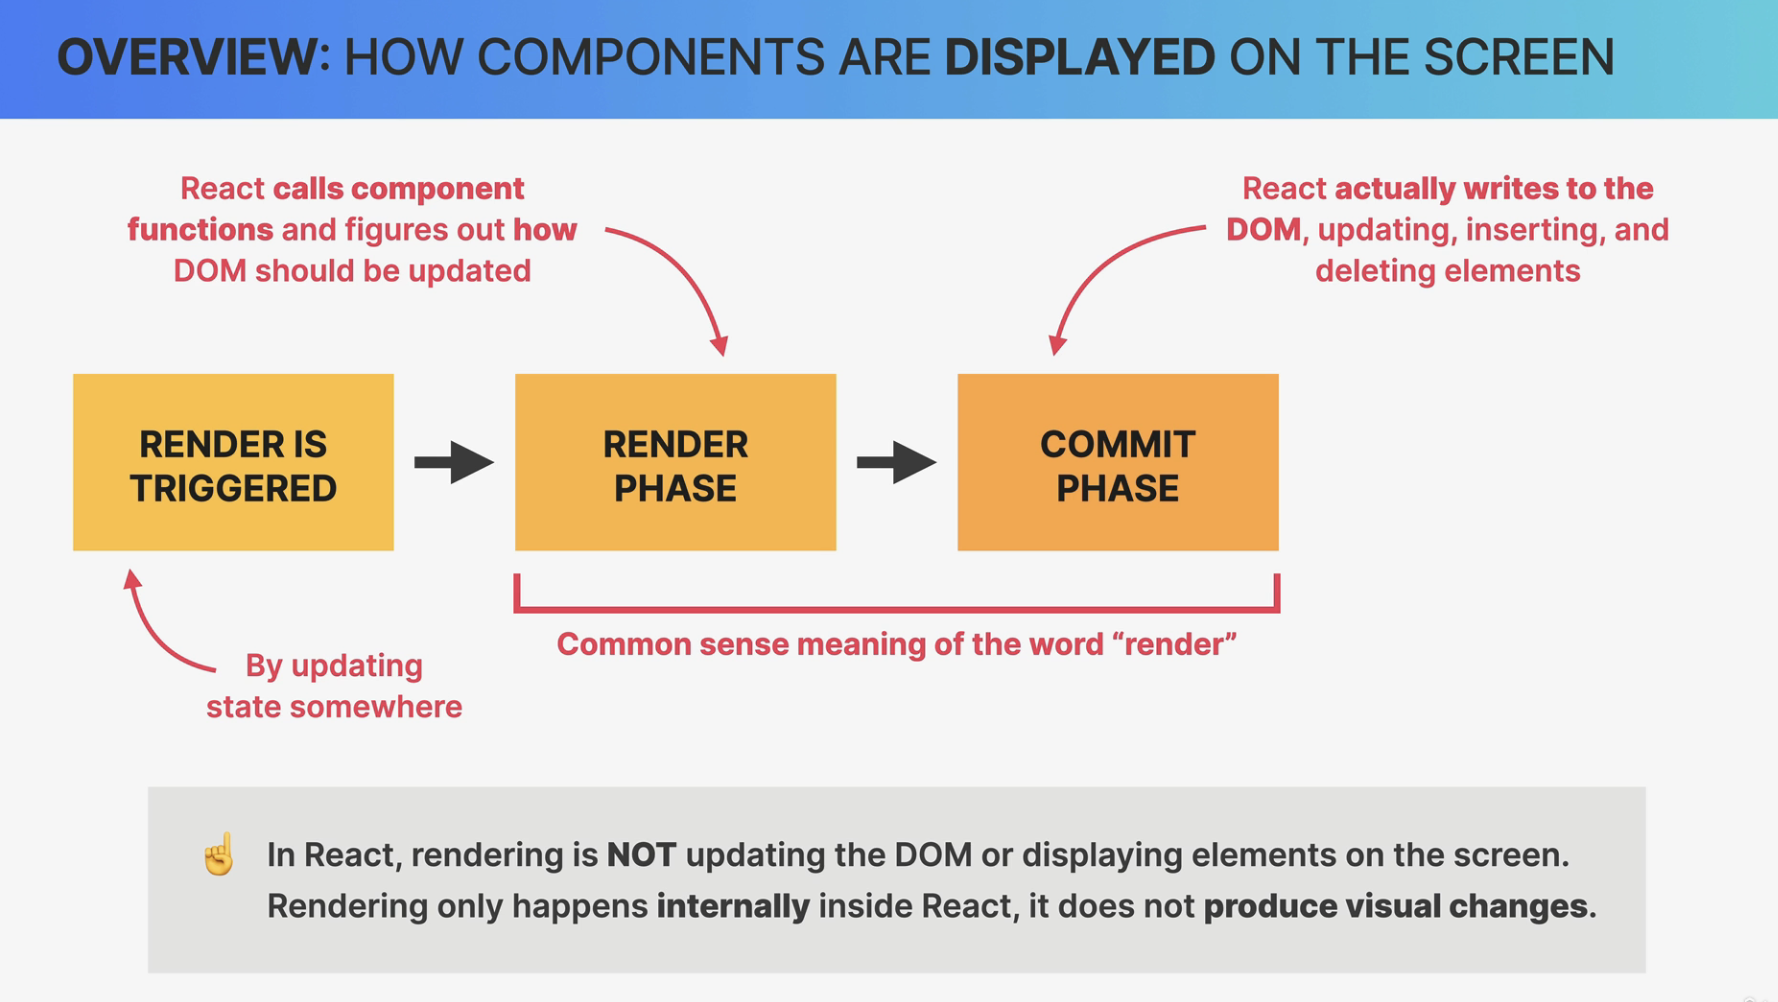 OVERVIEW: HOW COMPONENTS ARE DISPLAYED ON THE SCREEN
React calls component
functions and figures out how
DOM should be updated
React actually writes to the
DOM, updating, inserting, and
deleting elements
RENDER IS
TRIGGERED
RENDER
PHASE
COMMIT
PHASE
By updating
state somewhere
Common sense meaning of the word “render”
☝️ In React, rendering is NOT updating the DOM or displaying elements on the screen.
Rendering only happens internally inside React, it does not produce visual changes.